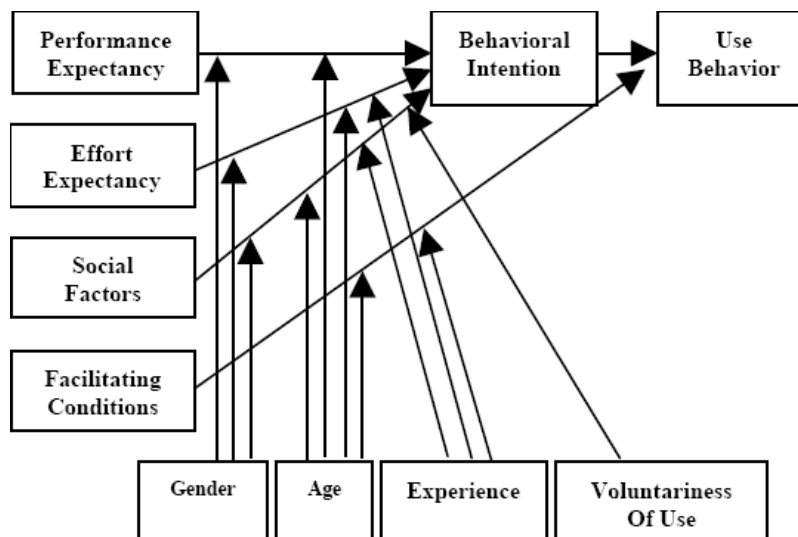 Performance
Expectancy
Behavioral
Intention
Use
Behavior
Effort
Expectancy
Social
Factors
Facilitating
Conditions
Gender
Age
Experience
Voluntariness
Of Use